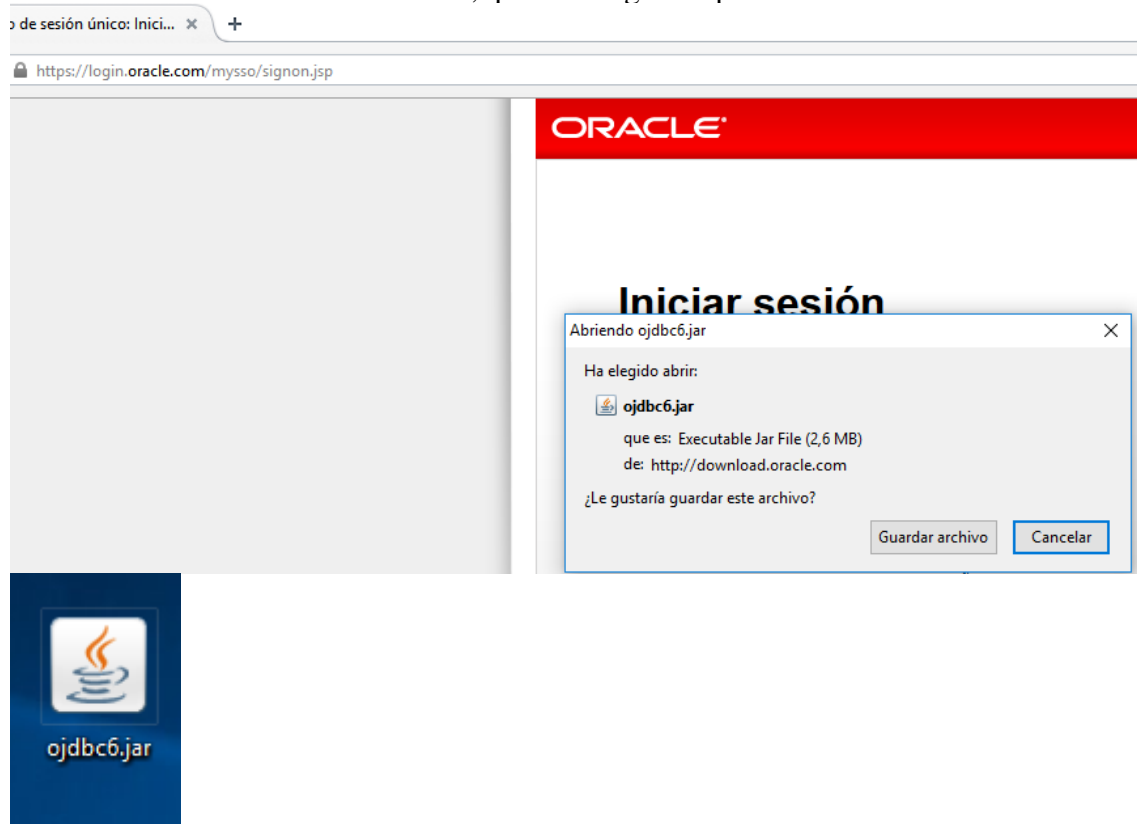 o de sesión único: Inici... × +
https://login.oracle.com/mysso/signon.jsp
ORACLE®
Iniciar sesión
Abriendo ojdbc6.jar
Ha elegido abrir:
ojdbc6.jar
que es: Executable Jar File (2,6 MB)
de: http://download.oracle.com
¿Le gustaría guardar este archivo?
Guardar archivo Cancelar
ojdbc6.jar